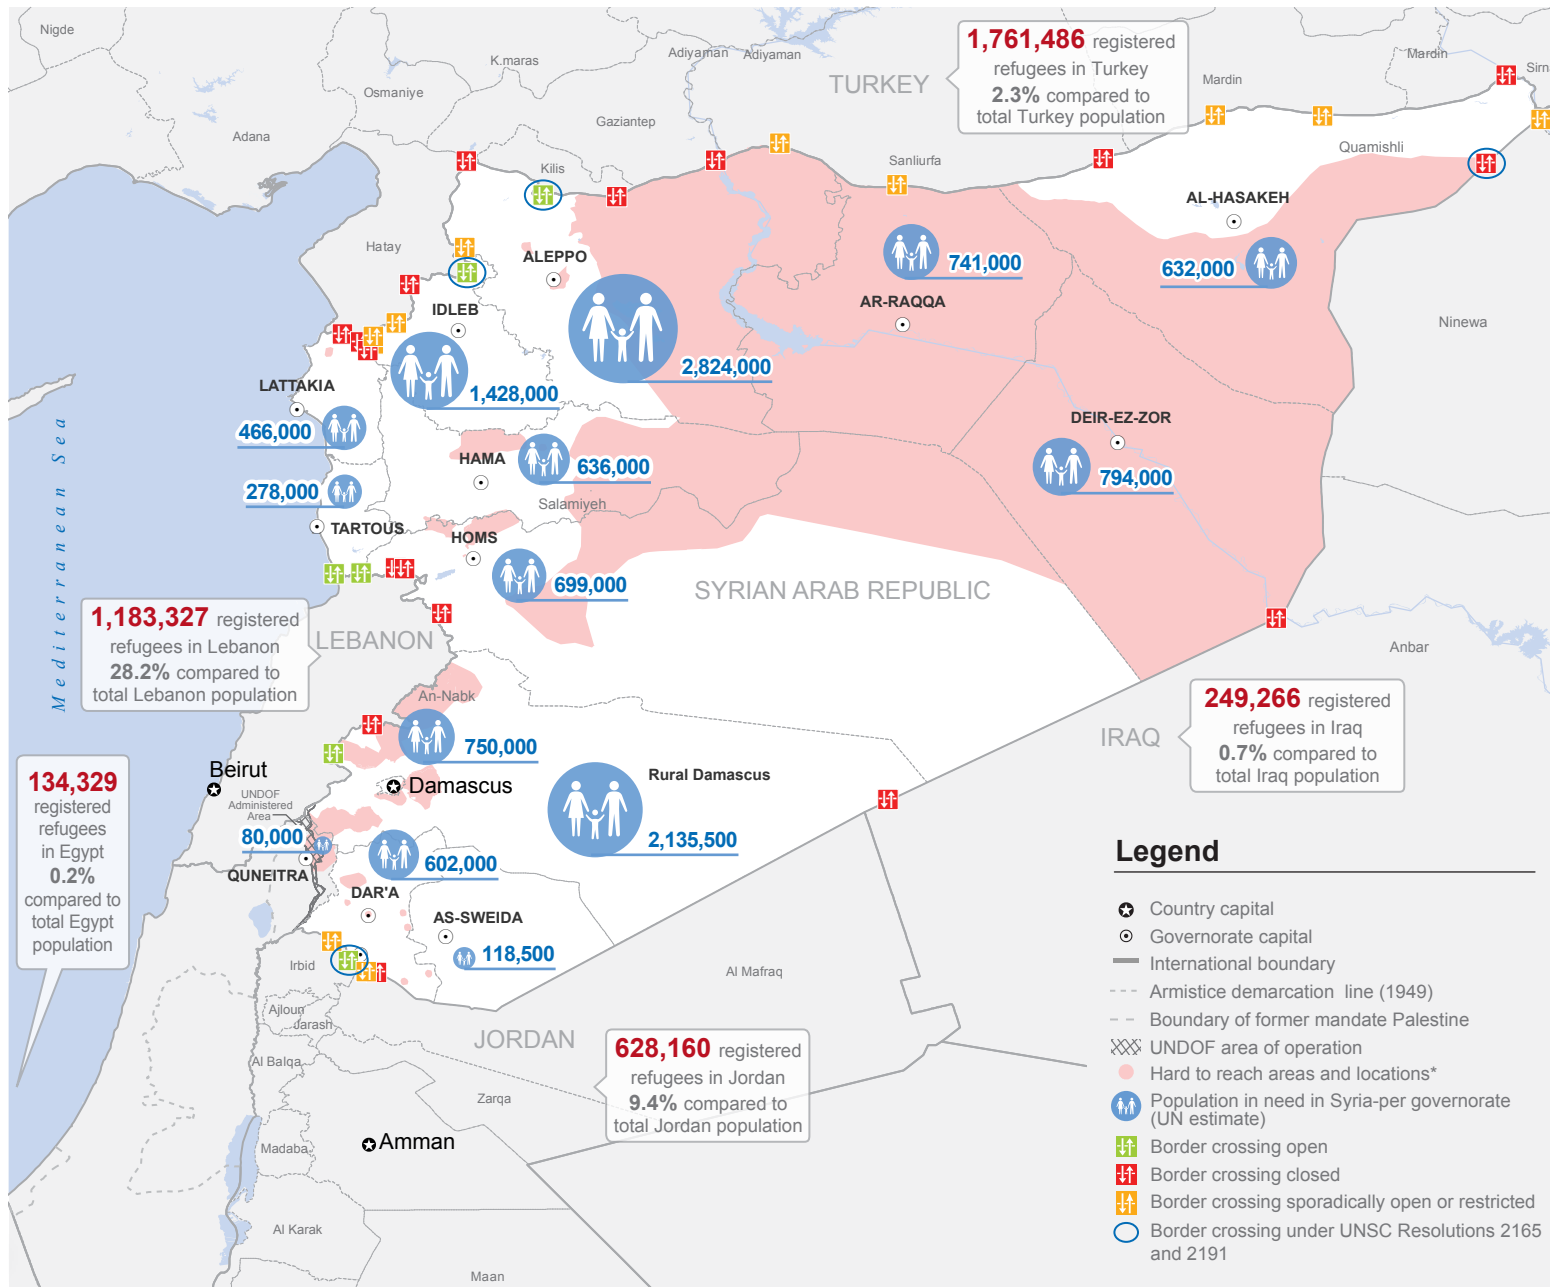 Nigde
K.maras
Adiyaman
Adiyaman
1,761,486 registered
refugees in Turkey
2.3% compared to
total Turkey population
Mardin
Mardin
TURKEY
Osmaniye
Mardin
Gaziantep
Adana
Quamishli
Kilis
Sanliurfa
AL-HASAKEH
Hatay
ALEPPO
741,000
632,000
AR-RAQQA
IDLEB
Ninewa
2,824,000
LATTAKIA
1,428,000
DEIR-EZ-ZOR
466,000
Mediterranean Sea
HAMA
636,000
794,000
278,000
Salamiyeh
TARTOUS
HOMS
699,000
SYRIAN ARAB REPUBLIC
1,183,327 registered
refugees in Lebanon
28.2% compared to
total Lebanon population
LEBANON
Anbar
An-Nabk
249,266 registered
refugees in Iraq
0.7% compared to
total Iraq population
IRAQ
750,000
134,329
registered
refugees
in Egypt
0.2%
compared to
total Egypt
population
Beirut
Rural Damascus
Damascus
UNDOF
Administered
Area
80,000
2,135,500
602,000
QUNEITRA
DAR'A
AS-SWEIDA
118,500
Irbid
Al Mafraq
Ajloun
Jarash
JORDAN
628,160 registered
refugees in Jordan
9.4% compared to
total Jordan population
Al Balqa
Zarqa
Amman
Madaba
Al Karak
Maan
Legend
Country capital
Governorate capital
International boundary
Armistice demarcation line (1949)
Boundary of former mandate Palestine
UNDOF area of operation
Hard to reach areas and locations*
Population in need in Syria-per governorate
(UN estimate)
Border crossing open
Border crossing closed
Border crossing sporadically open or restricted
Border crossing under UNSC Resolutions 2165
and 2191